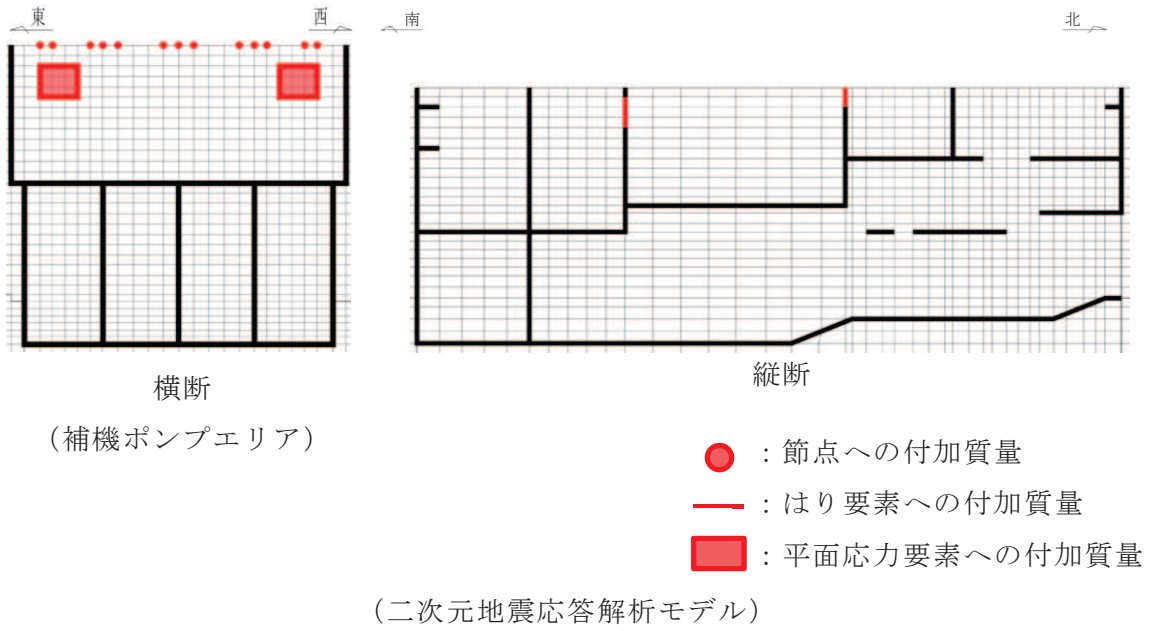 東 西 南 北
横断
（補機ポンプエリア）
縦断
：節点への付加質量
：はり要素への付加質量
：平面応力要素への付加質量
（二次元地震応答解析モデル）